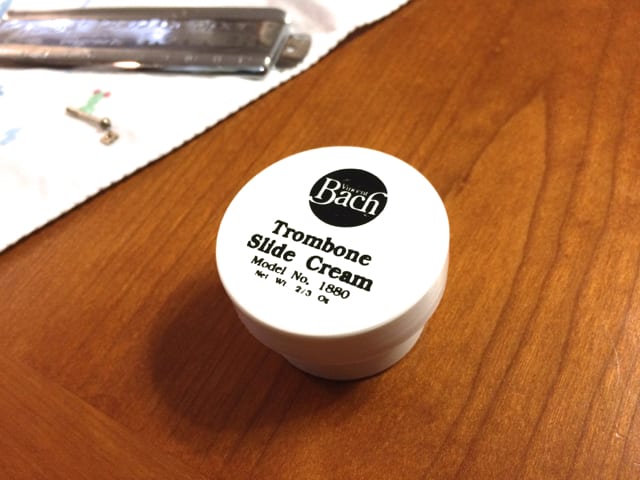 Vincent
Bach
Trombone
Slide Cream
Model No. 1880
Net Wt 2/3 Oz